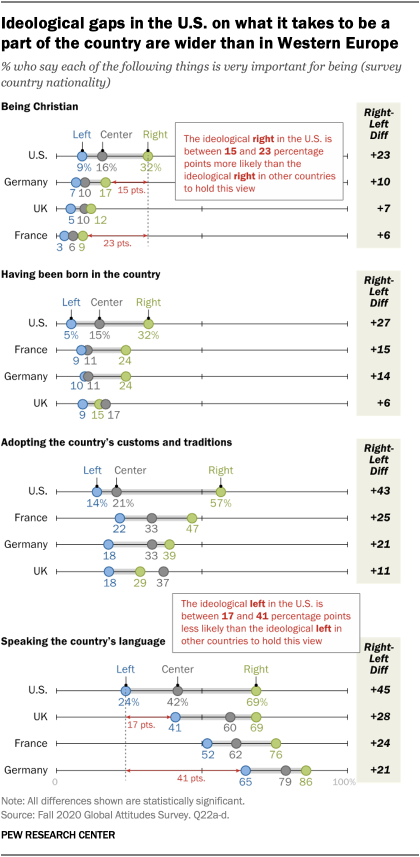 Ideological gaps in the U.S. on what it takes to be a
part of the country are wider than in Western Europe
% who say each of the following things is very important for being (survey
country nationality)
Being Christian
Right-
Left
Diff
Left Center Right
The ideological right in the U.S. is
between 15 and 23 percentage
points more likely than the
ideological right in other countries
to hold this view
U.S. 9% 16% 32% +23
Germany 7 10 17 15 pts. +10
UK 5 10 12 +7
France 3 6 9 23 pts. +6
Having been born in the country
Right-
Left
Diff
Left Center Right
U.S. 5% 15% 32% +27
France 9 11 24 +15
Germany 10 11 24 +14
UK 9 15 17 +6
Adopting the country's customs and traditions
Right-
Left
Diff
Left Center Right
U.S. 14% 21% 57% +43
France 22 33 47 +25
Germany 18 33 39 +21
UK 18 29 37 +11
The ideological left in the U.S. is
between 17 and 41 percentage points
less likely than the ideological left in
other countries to hold this view
Speaking the country's language
Right-
Left
Diff
Left Center Right
U.S. 24% 42% 69% +45
UK 17 pts. 41 60 69 +28
France 52 62 76 +24
Germany 41 pts. 65 79 86 +21
0 100%
Note: All differences shown are statistically significant.
Source: Fall 2020 Global Attitudes Survey. Q22a-d.
PEW RESEARCH CENTER